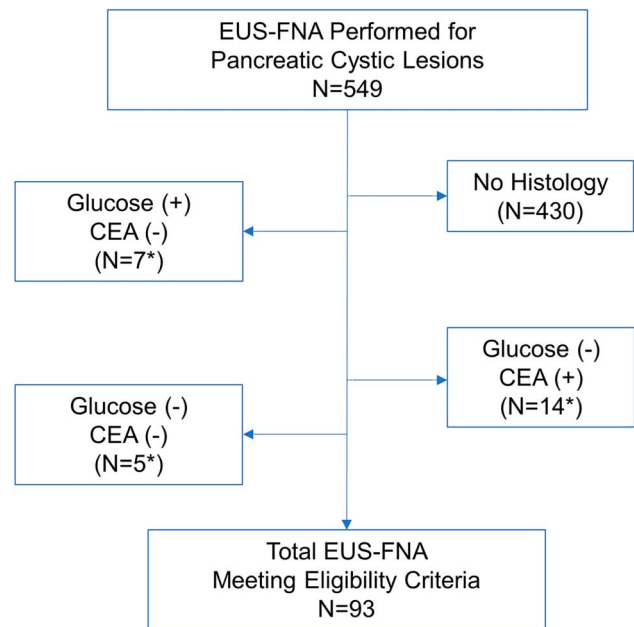 EUS-FNA Performed for
Pancreatic Cystic Lesions
N=549
No Histology
(N=430)
Glucose (+)
CEA (-)
(N=7*)
Glucose (-)
CEA (+)
(N=14*)
Glucose (-)
CEA (-)
(N=5*)
Total EUS-FNA
Meeting Eligibility Criteria
N=93